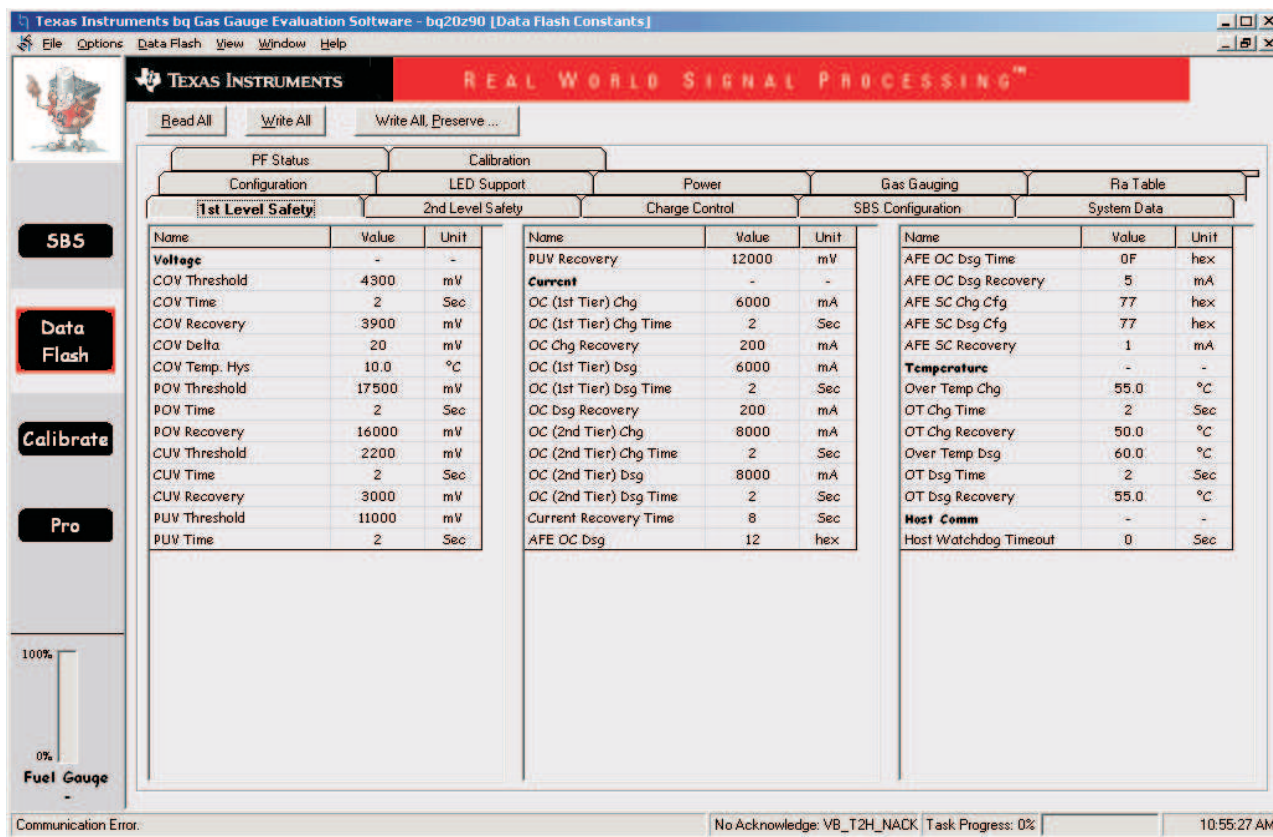 Texas Instruments bq Gas Gauge Evaluation Software - bq20z90 [Data Flash Constants]
File Options Data Flash View Window Help
TEXAS INSTRUMENTS
REAL WORLD SIGNAL PROCESSING™
Read All Write All Write All, Preserve ...
PF Status Calibration
Configuration LED Support Power Gas Gauging Ra Table
1st Level Safety 2nd Level Safety Charge Control SBS Configuration System Data
SBS
Data
Flash
Calibrate
Pro
100%
0%
Fuel Gauge
-
Name Value Unit
Voltage - -
COV Threshold 4300 mV
COV Time 2 Sec
COV Recovery 3900 mV
COV Delta 20 mV
COV Temp. Hys 10.0 °C
POV Threshold 17500 mV
POV Time 2 Sec
POV Recovery 16000 mV
CUV Threshold 2200 mV
CUV Time 2 Sec
CUV Recovery 3000 mV
PUV Threshold 11000 mV
PUV Time 2 Sec
Name Value Unit
PUV Recovery 12000 mV
Current - -
OC (1st Tier) Chg 6000 mA
OC (1st Tier) Chg Time 2 Sec
OC Chg Recovery 200 mA
OC (1st Tier) Dsg 6000 mA
OC (1st Tier) Dsg Time 2 Sec
OC Dsg Recovery 200 mA
OC (2nd Tier) Chg 8000 mA
OC (2nd Tier) Chg Time 2 Sec
OC (2nd Tier) Dsg 8000 mA
OC (2nd Tier) Dsg Time 2 Sec
Current Recovery Time 8 Sec
AFE OC Dsg 12 hex
Name Value Unit
AFE OC Dsg Time 0F hex
AFE OC Dsg Recovery 5 mA
AFE SC Chg Cfg 77 hex
AFE SC Dsg Cfg 77 hex
AFE SC Recovery 1 mA
Temperature - -
Over Temp Chg 55.0 °C
OT Chg Time 2 Sec
OT Chg Recovery 50.0 °C
Over Temp Dsg 60.0 °C
OT Dsg Time 2 Sec
OT Dsg Recovery 55.0 °C
Host Comm - -
Host Watchdog Timeout 0 Sec
Communication Error. No Acknowledge: VB_T2H_NACK Task Progress: 0% 10:55:27 AM